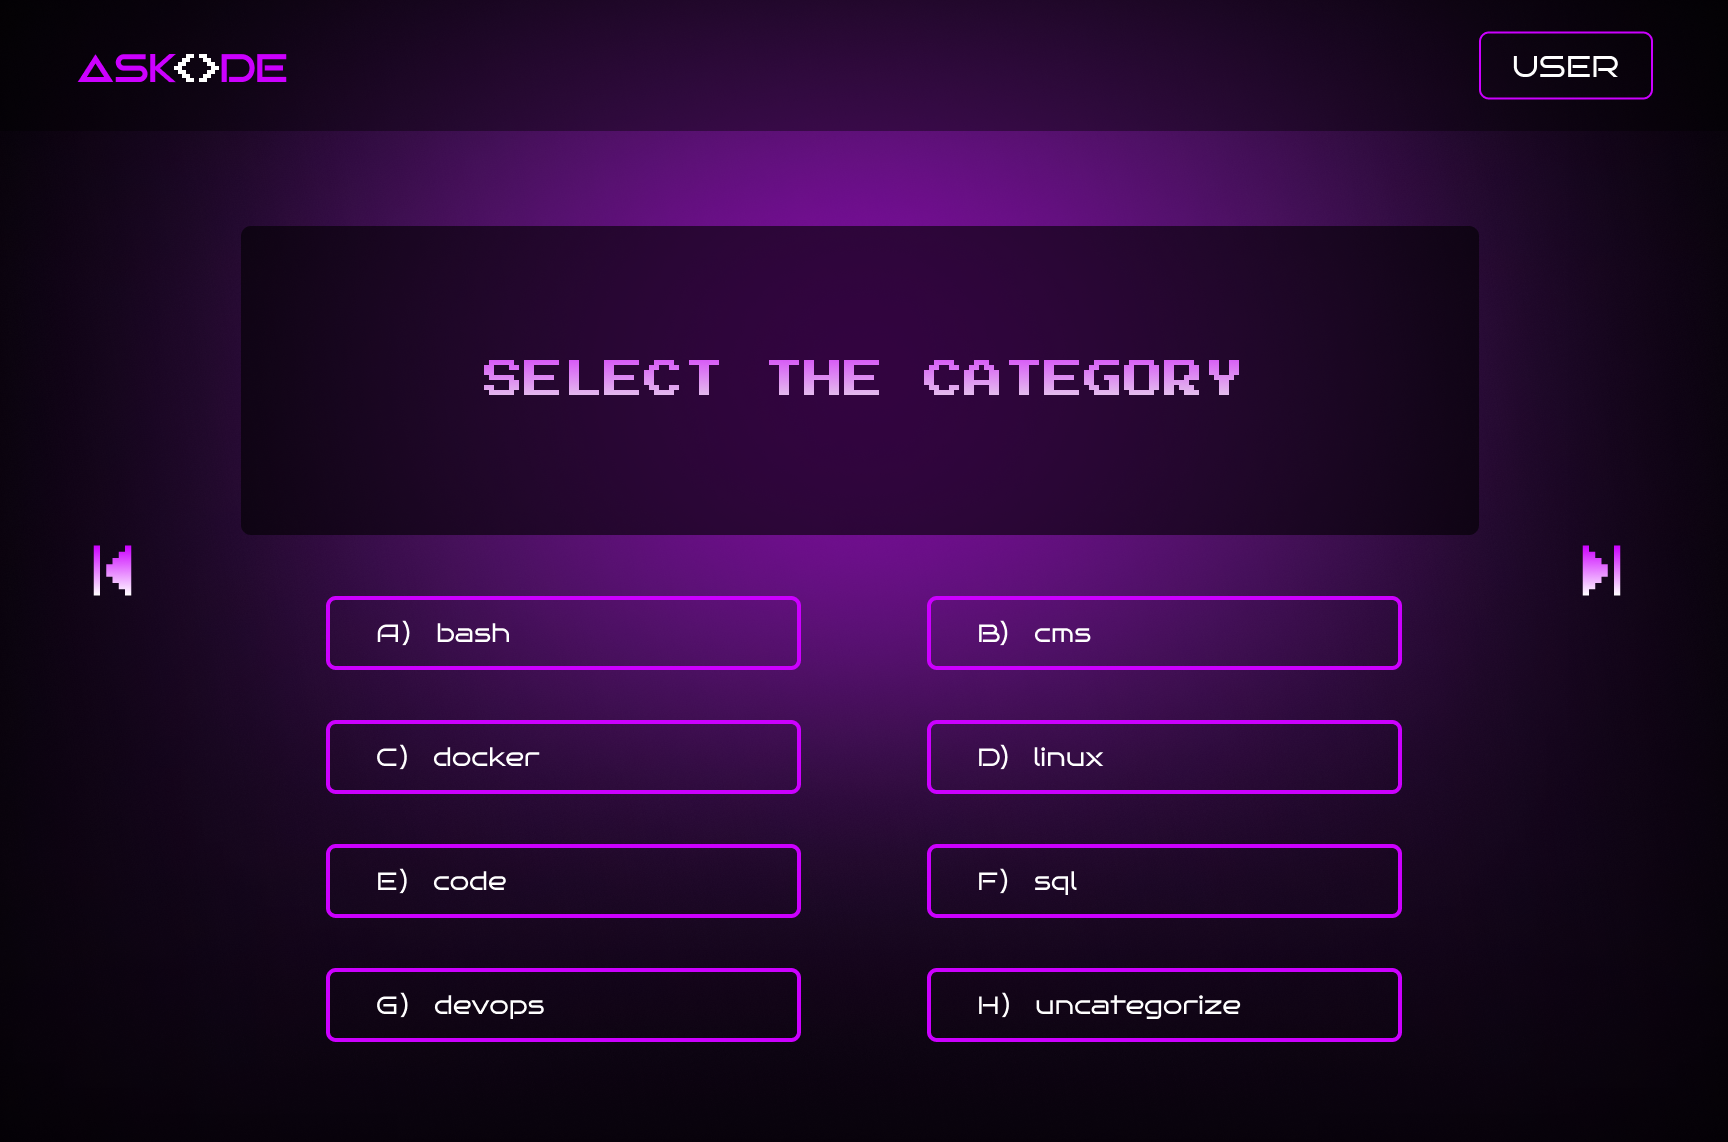 ASK<>DE
USER
SELECT THE CATEGORY
A) bash
B) cms
C) docker
D) linux
E) code
F) sql
G) devops
H) uncategorize